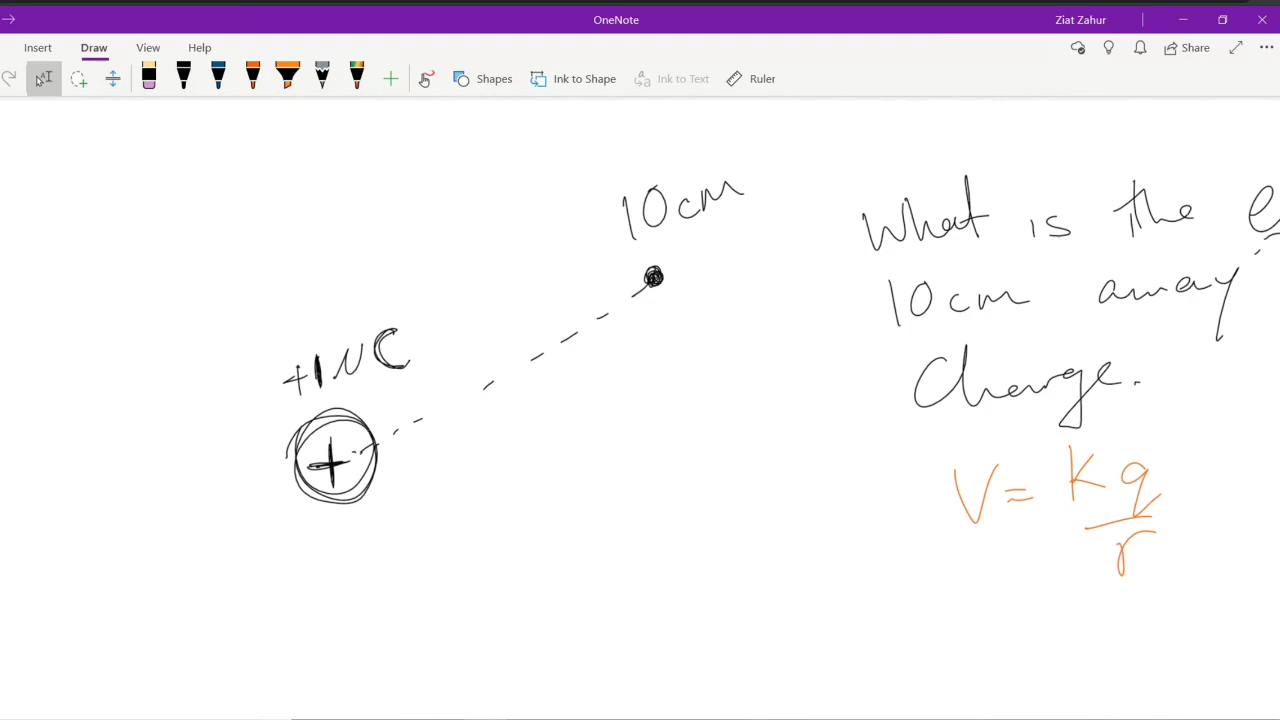 OneNote
Ziat Zahur
Insert Draw View Help
Share
Shapes Ink to Shape Ink to Text Ruler
10cm
What is the e
10cm away
+1NC
Charge.
+
V = Kq
r